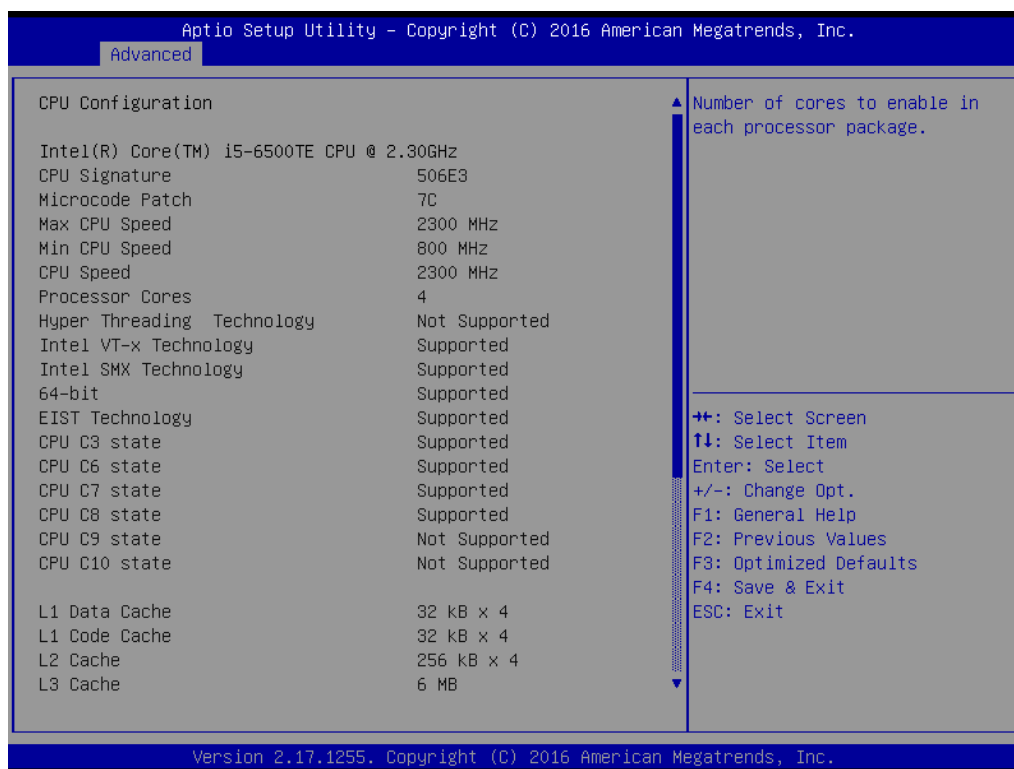 Aptio Setup Utility – Copyright (C) 2016 American Megatrends, Inc.
Advanced
CPU Configuration
Intel(R) Core(TM) i5-6500TE CPU @ 2.30GHz
CPU Signature 506E3
Microcode Patch 7C
Max CPU Speed 2300 MHz
Min CPU Speed 800 MHz
CPU Speed 2300 MHz
Processor Cores 4
Hyper Threading Technology Not Supported
Intel VT-x Technology Supported
Intel SMX Technology Supported
64-bit Supported
EIST Technology Supported
CPU C3 state Supported
CPU C6 state Supported
CPU C7 state Supported
CPU C8 state Supported
CPU C9 state Not Supported
CPU C10 state Not Supported
L1 Data Cache 32 kB x 4
L1 Code Cache 32 kB x 4
L2 Cache 256 kB x 4
L3 Cache 6 MB
Number of cores to enable in
each processor package.
→←: Select Screen
↑↓: Select Item
Enter: Select
+/-: Change Opt.
F1: General Help
F2: Previous Values
F3: Optimized Defaults
F4: Save & Exit
ESC: Exit
Version 2.17.1255. Copyright (C) 2016 American Megatrends, Inc.